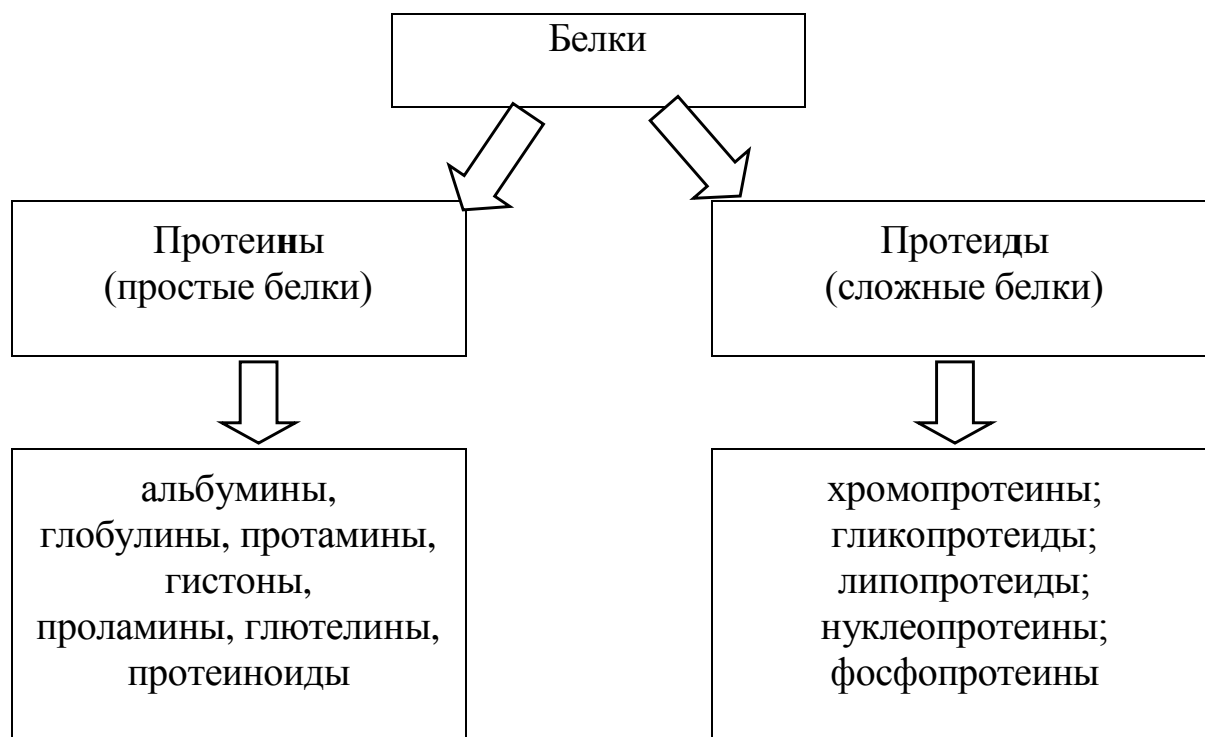 Белки
Протеины
(простые белки)
Протеиды
(сложные белки)
альбумины,
глобулины, протамины,
гистоны,
проламины, глютелины,
протеиноиды
хромопротеины;
гликопротеиды;
липопротеиды;
нуклеопротеины;
фосфопротеины